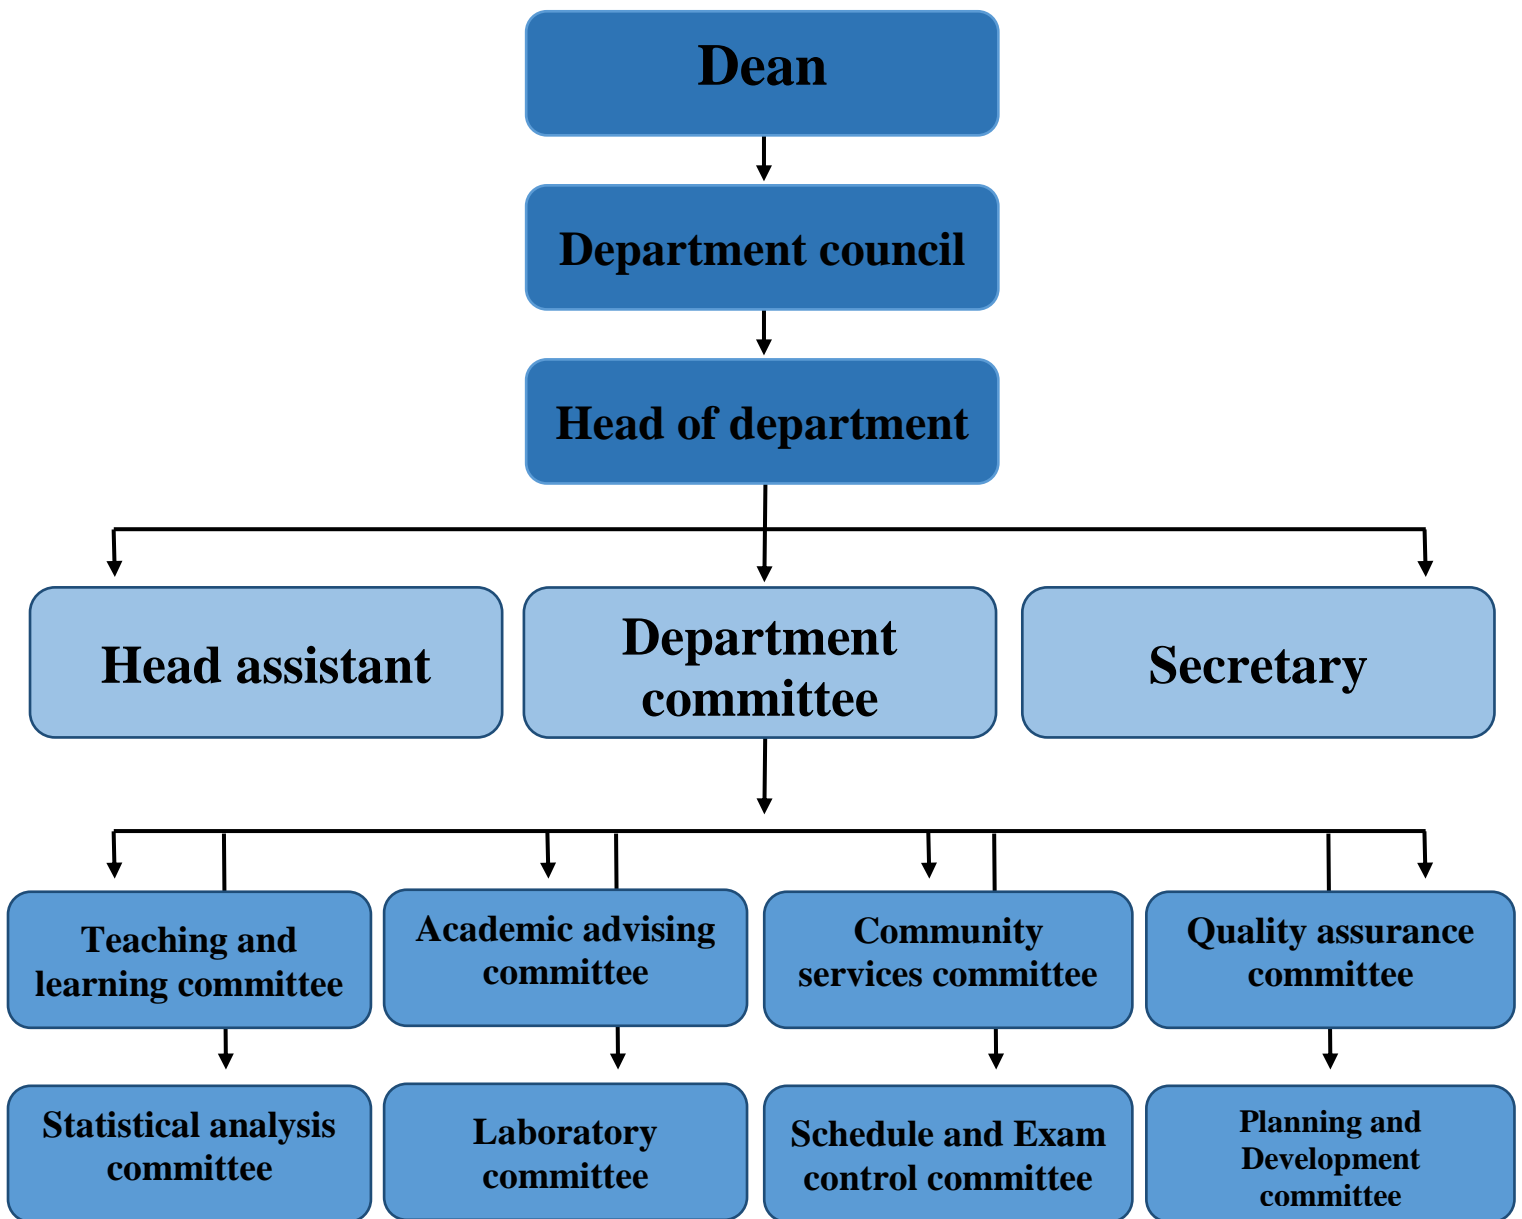 Dean
Department council
Head of department
Head assistant
Department
committee
Secretary
Teaching and
learning committee
Academic advising
committee
Community
services committee
Quality assurance
committee
Statistical analysis
committee
Laboratory
committee
Schedule and Exam
control committee
Planning and
Development
committee